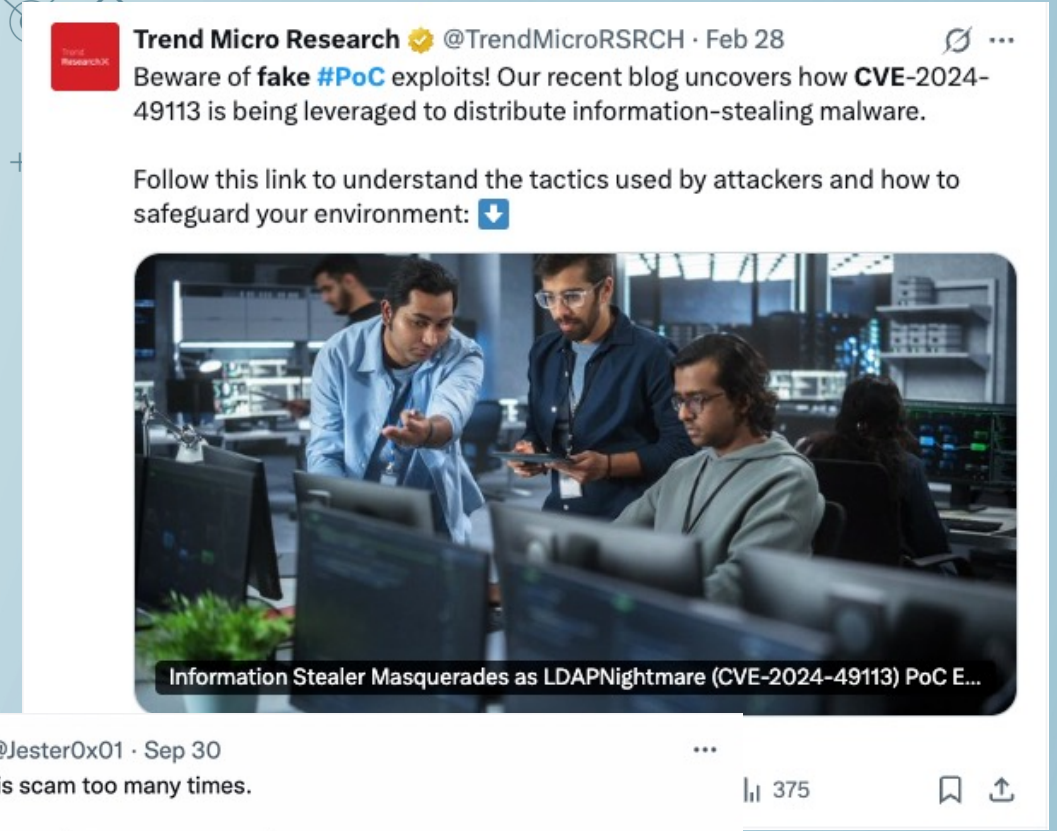 Trend Micro Research @TrendMicroRSRCH · Feb 28
Trend
Research
Beware of fake #PoC exploits! Our recent blog uncovers how CVE-2024-
49113 is being leveraged to distribute information-stealing malware.
Follow this link to understand the tactics used by attackers and how to
safeguard your environment:
Information Stealer Masquerades as LDAPNightmare (CVE-2024-49113) PoC E...
@Jester0x01 · Sep 30
is scam too many times.
375